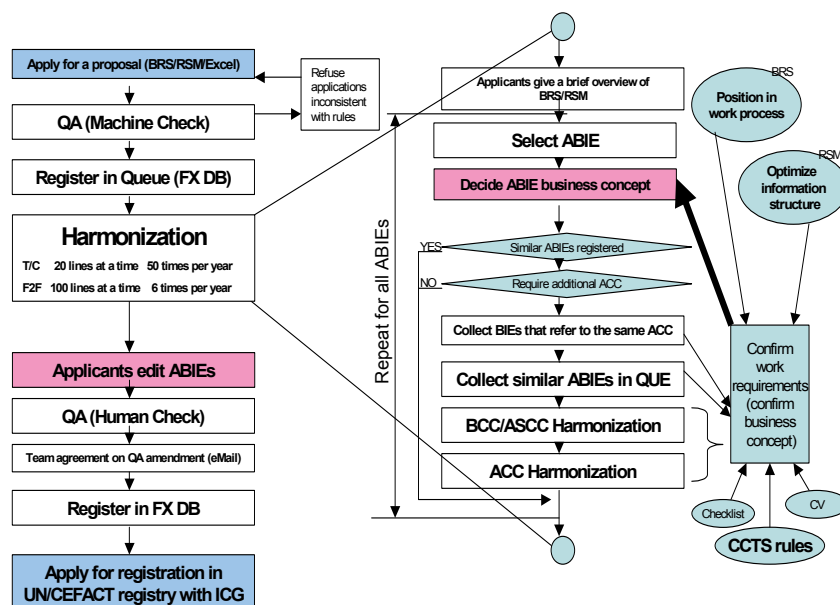 Apply for a proposal (BRS/RSM/Excel)
Refuse
applications
inconsistent
with rules
QA (Machine Check)
Register in Queue (FX DB)
Harmonization
T/C 20 lines at a time 50 times per year
F2F 100 lines at a time 6 times per year
Applicants edit ABIEs
QA (Human Check)
Team agreement on QA amendment (eMail)
Register in FX DB
Apply for registration in
UN/CEFACT registry with ICG
Repeat for all ABIEs
Applicants give a brief overview of
BRS/RSM
Select ABIE
Decide ABIE business concept
YES
Similar ABIEs registered
NO
Require additional ACC
Collect BIEs that refer to the same ACC
Collect similar ABIEs in QUE
BCC/ASCC Harmonization
ACC Harmonization
BRS
Position in
work process
RSM
Optimize
information
structure
Confirm
work
requirements
(confirm
business
concept)
Checklist
CV
CCTS rules